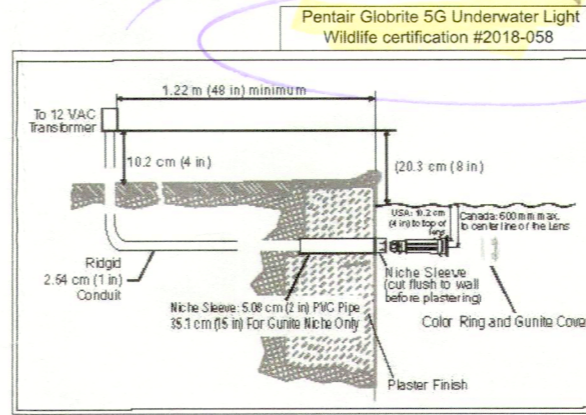 Pentair Globrite 5G Underwater Light
Wildlife certification #2018-058
1.22 m (48 in) minimum
To 12 VAC
Transformer
10.2 cm (4 in)
(20.3 cm (8 in)
USA: 10.2 cm
(4 in) to top of
lens
Canada: 600 mm max.
to center line of the Lens
Ridgid
2.54 cm (1 in)
Conduit
Niche Sleeve
(cut flush to wall
before plastering)
Niche Sleeve: 5.08 cm (2 in) PVC Pipe
35.1 cm (15 in) For Gunite Niche Only
Color Ring and Gunite Cove
Plaster Finish